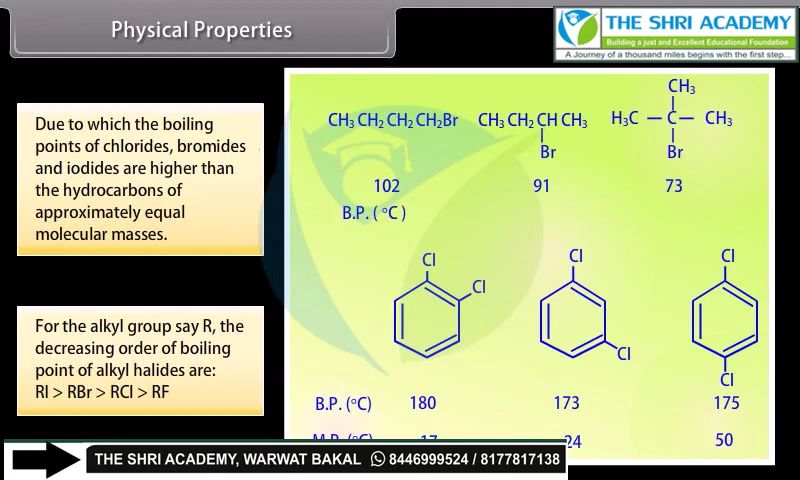 Physical Properties
THE SHRI ACADEMY
Building a just and Excellent Educational Foundation
A Journey of a thousand miles begins with the first step...
Due to which the boiling
points of chlorides, bromides
and iodides are higher than
the hydrocarbons of
approximately equal
molecular masses.
CH₃ CH₂ CH₂ CH₂Br
CH₃ CH₂ CH CH₃
Br
CH₃
H₃C — C — CH₃
Br
102 91 73
B.P. ( °C )
For the alkyl group say R, the
decreasing order of boiling
point of alkyl halides are:
RI > RBr > RCl > RF
Cl
Cl
Cl
Cl
Cl
Cl
B.P. (°C) 180 173 175
M.P. (°C) 17 24 50
THE SHRI ACADEMY, WARWAT BAKAL 8446999524 / 8177817138